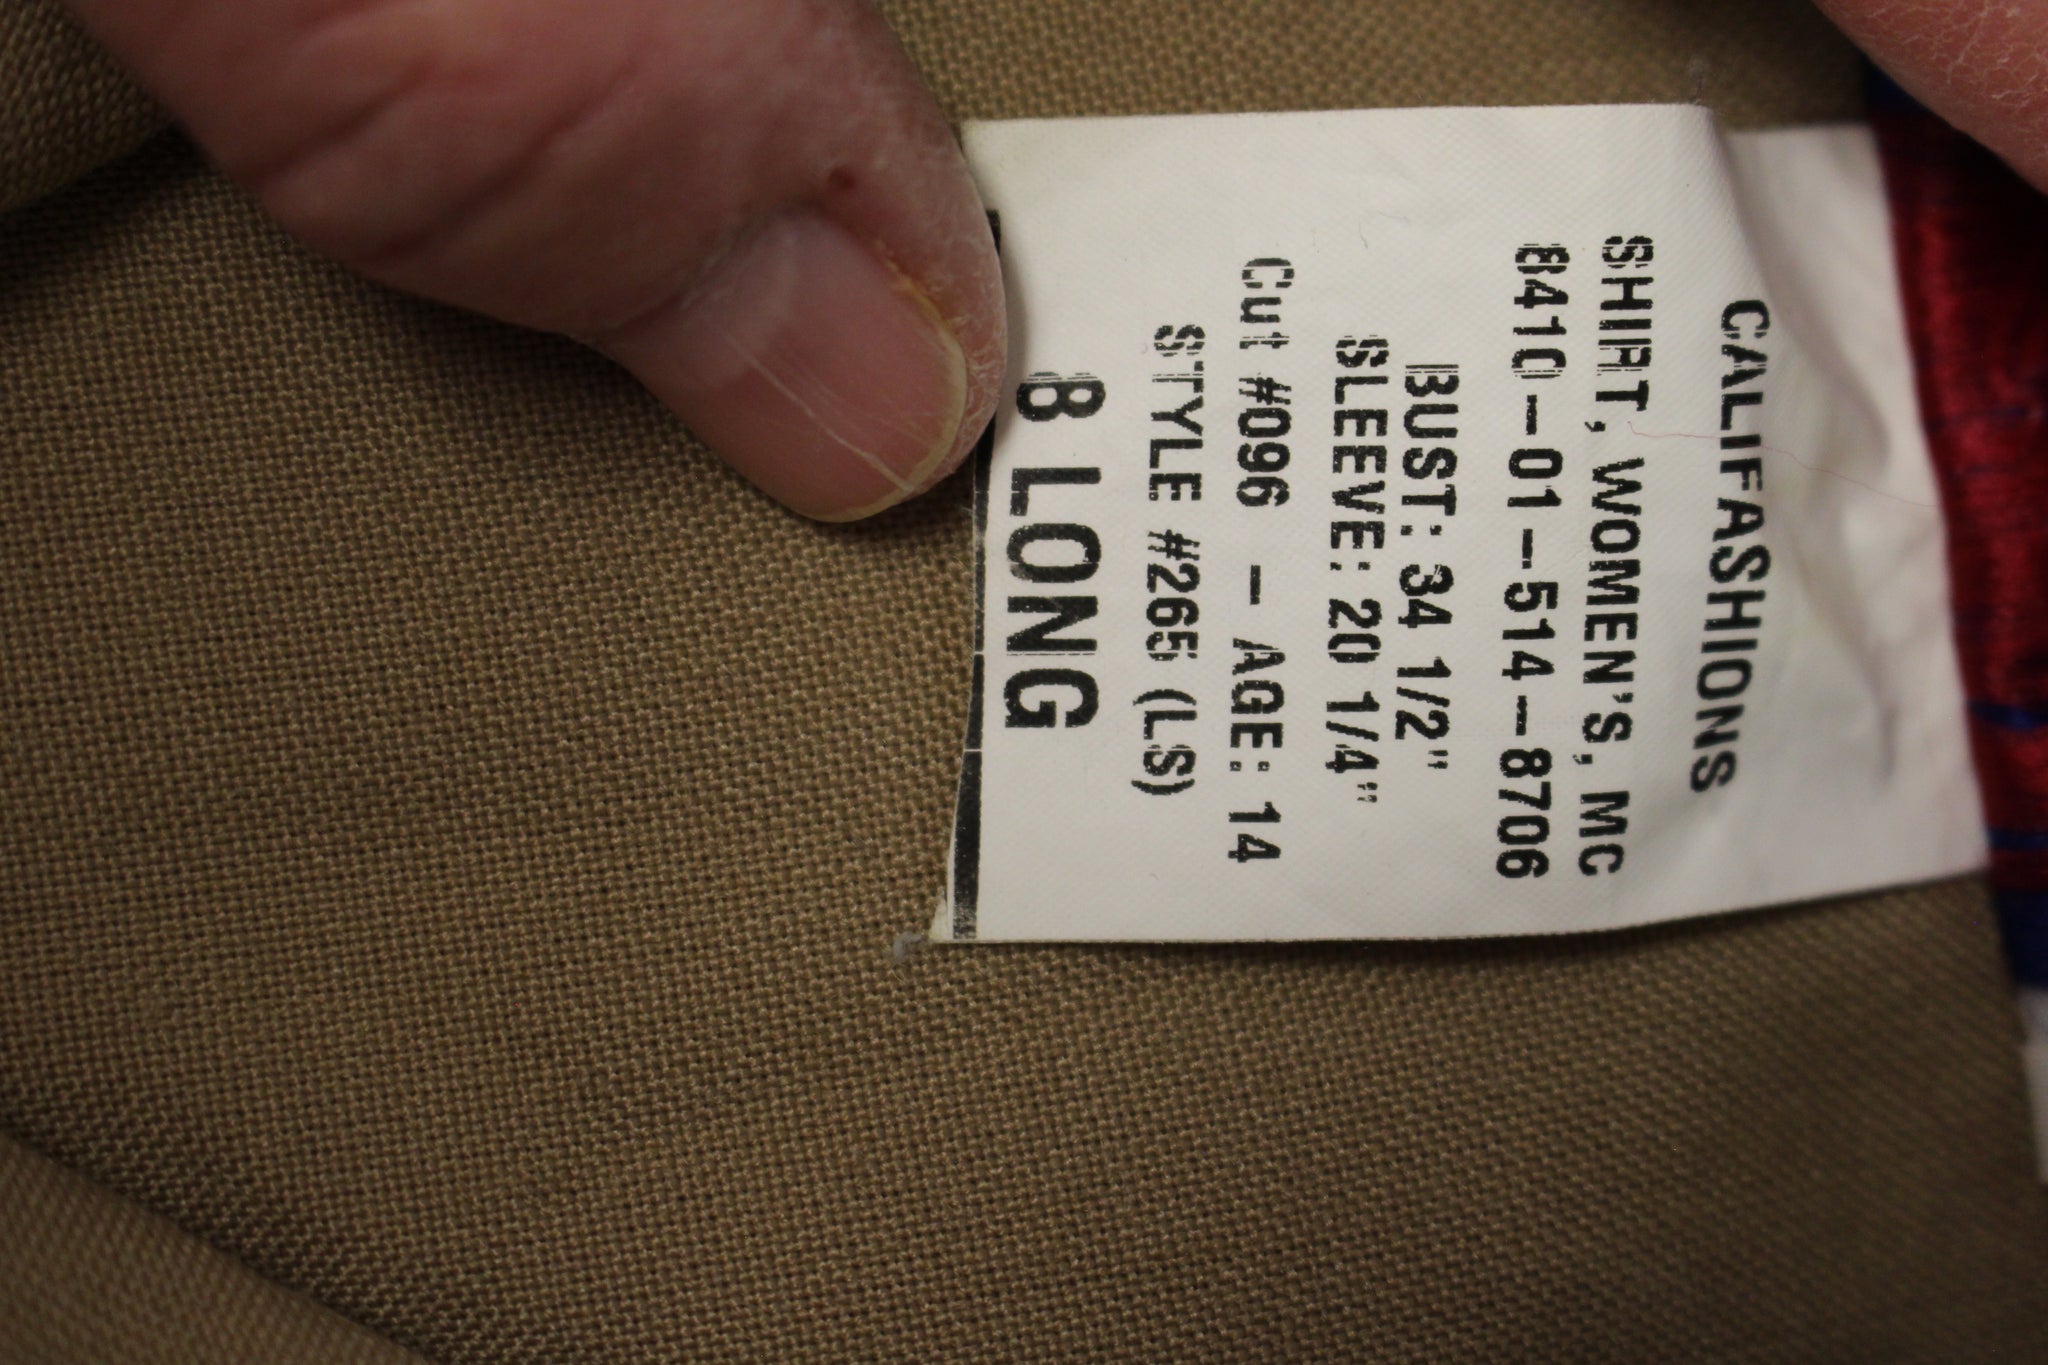 CALIFASHIONS
SHIRT, WOMEN'S, MC
8410-01-514-8706
BUST: 34 1/2"
SLEEVE: 20 1/4"
Cut #096 - AGE: 14
STYLE #265 (LS)
8 LONG